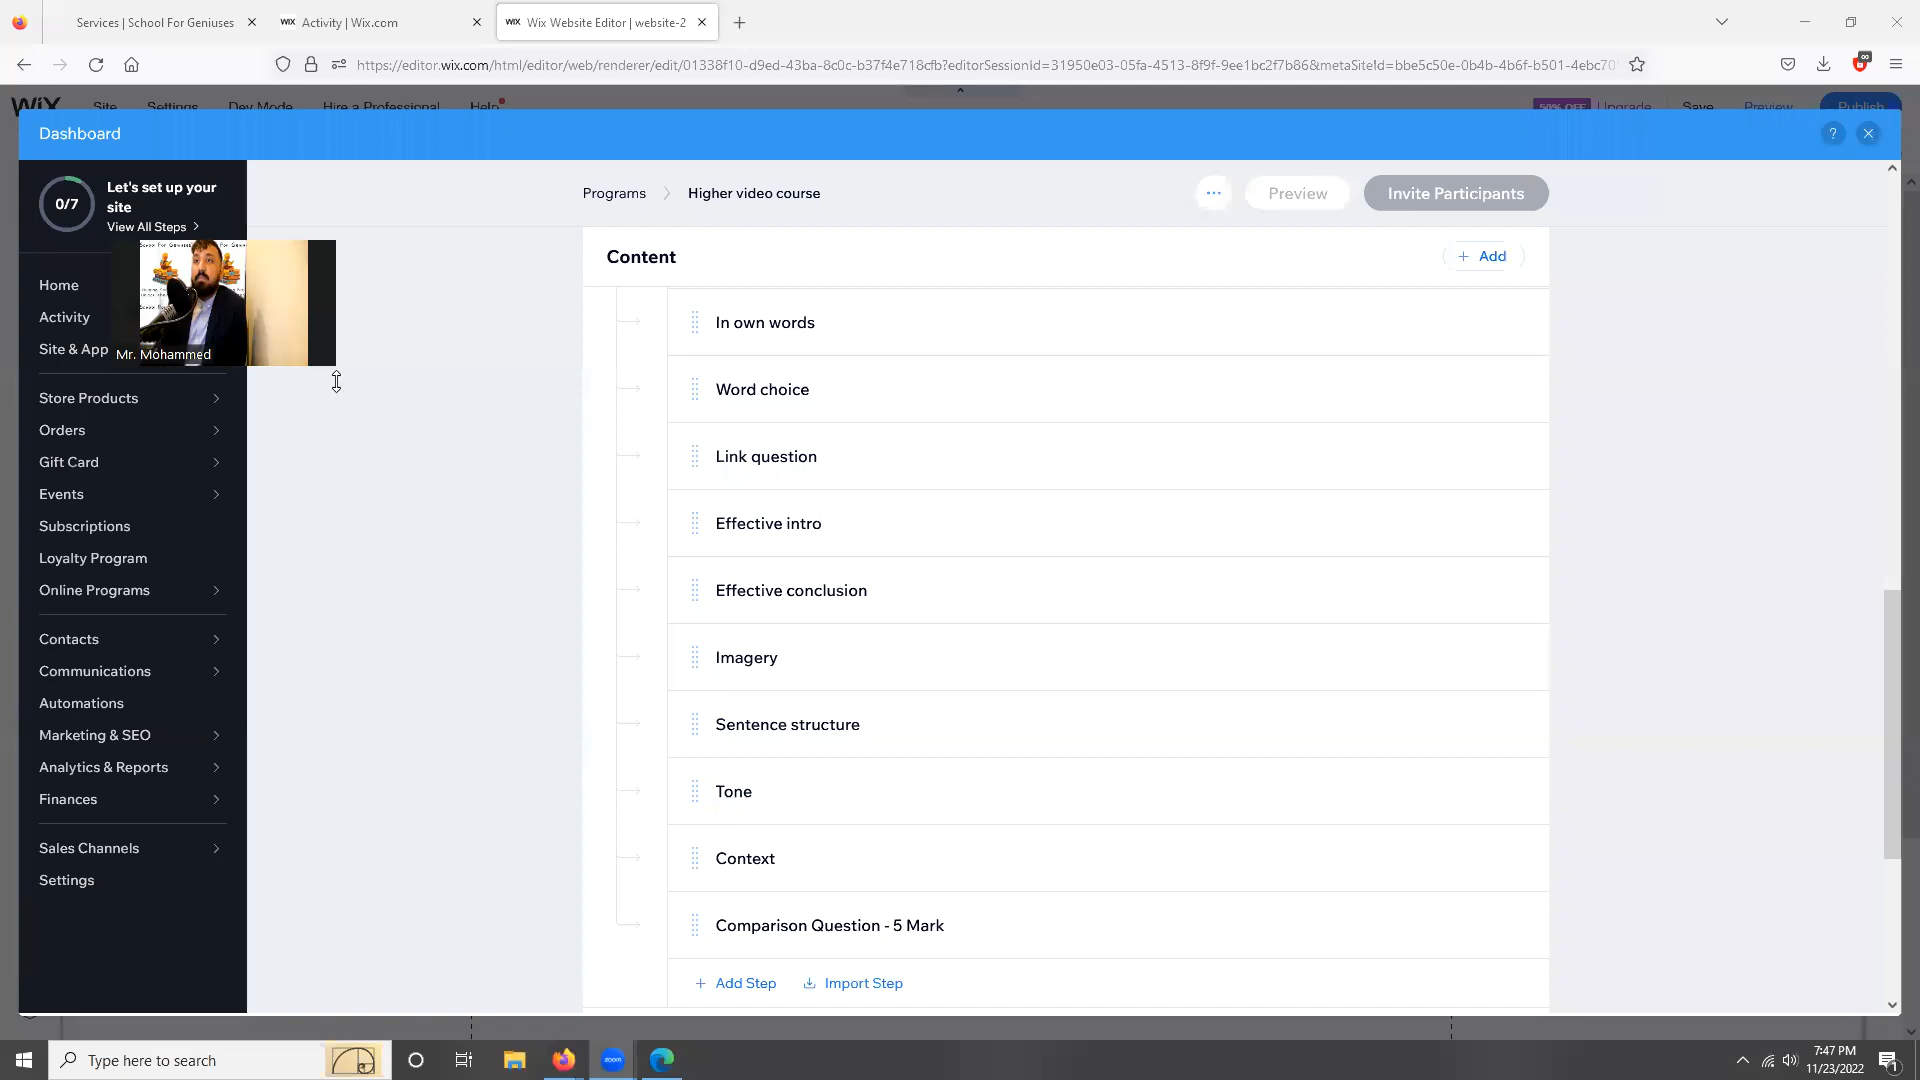 Services | School For Geniuses
WiX Activity | Wix.com
WiX Wix Website Editor | website-2
https://editor.wix.com/html/editor/web/renderer/edit/01338f10-d9ed-43ba-8c0c-b37f4e718cfb?editorSessionId=31950e03-05fa-4513-8f9f-9ee1bc2f7b86&metaSiteId=bbe5c50e-0b4b-4b6f-b501-4ebc70
WiX Site Settings Dev Mode Hire a Professional Help 50% OFF Upgrade Save Preview Publish
Dashboard ?
0/7
Let's set up your
site
View All Steps
Programs Higher video course ... Preview Invite Participants
Home
Activity
Site & App
Mr. Mohammed
Store Products
Orders
Gift Card
Events
Subscriptions
Loyalty Program
Online Programs
Contacts
Communications
Automations
Marketing & SEO
Analytics & Reports
Finances
Sales Channels
Settings
Content + Add
In own words
Word choice
Link question
Effective intro
Effective conclusion
Imagery
Sentence structure
Tone
Context
Comparison Question - 5 Mark
+ Add Step Import Step
Type here to search
zoom
7:47 PM
11/23/2022
1